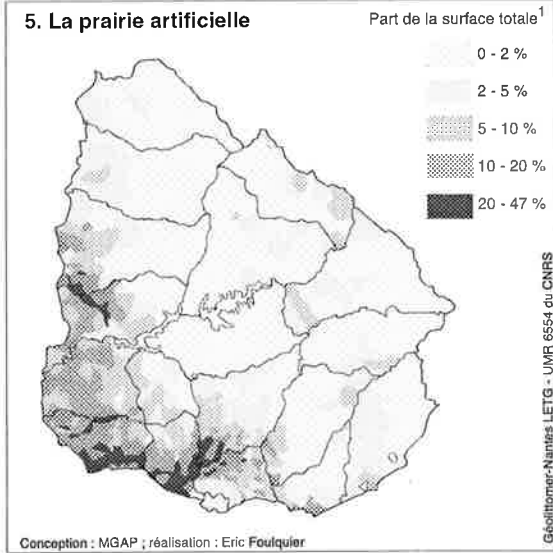 5. La prairie artificielle
Part de la surface totale1
0 - 2 %
2 - 5 %
5 - 10 %
10 - 20 %
20 - 47 %
Géolittomer-Nantes LETG - UMR 6554 du CNRS
Conception : MGAP ; réalisation : Eric Foulquier